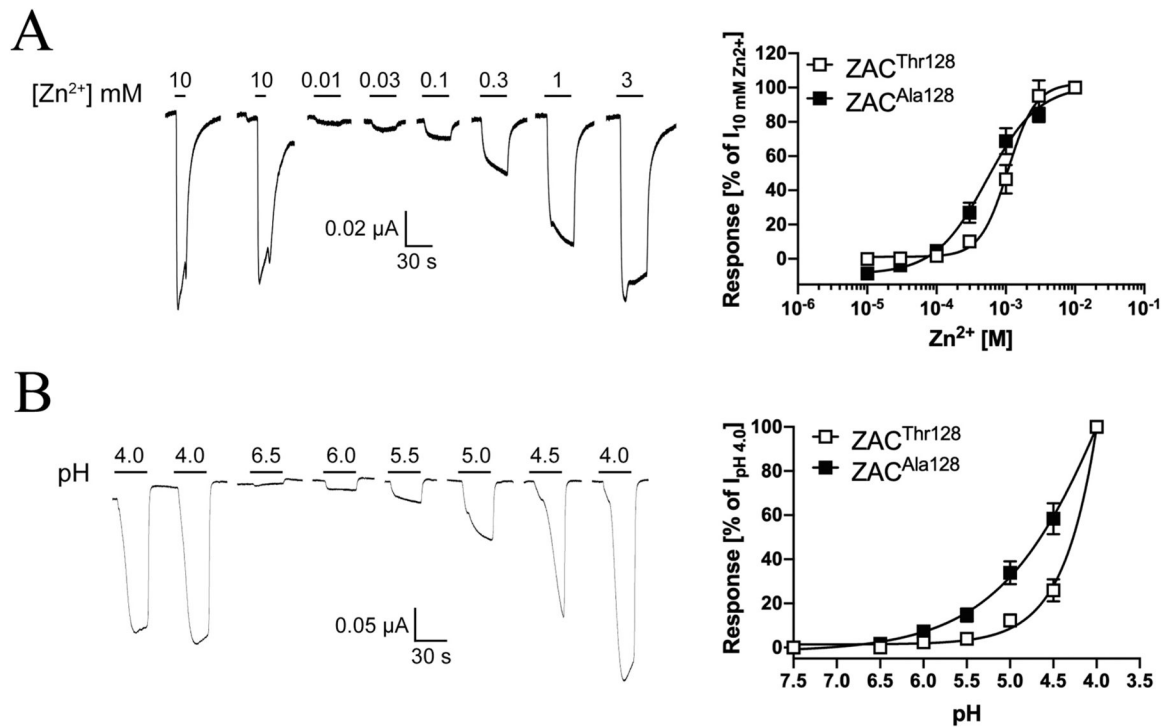 A
[Zn²⁺] mM
10 10 0.01 0.03 0.1 0.3 1 3
0.02 µA
30 s
Response [% of I10 mM Zn2+]
120
100
80
60
40
20
0
ZACThr128
ZACAla128
10-6 10-5 10-4 10-3 10-2 10-1
Zn2+ [M]
B
pH
4.0 4.0 6.5 6.0 5.5 5.0 4.5 4.0
0.05 µA
30 s
Response [% of IpH 4.0]
100
80
60
40
20
0
ZACThr128
ZACAla128
7.5 7.0 6.5 6.0 5.5 5.0 4.5 4.0 3.5
pH